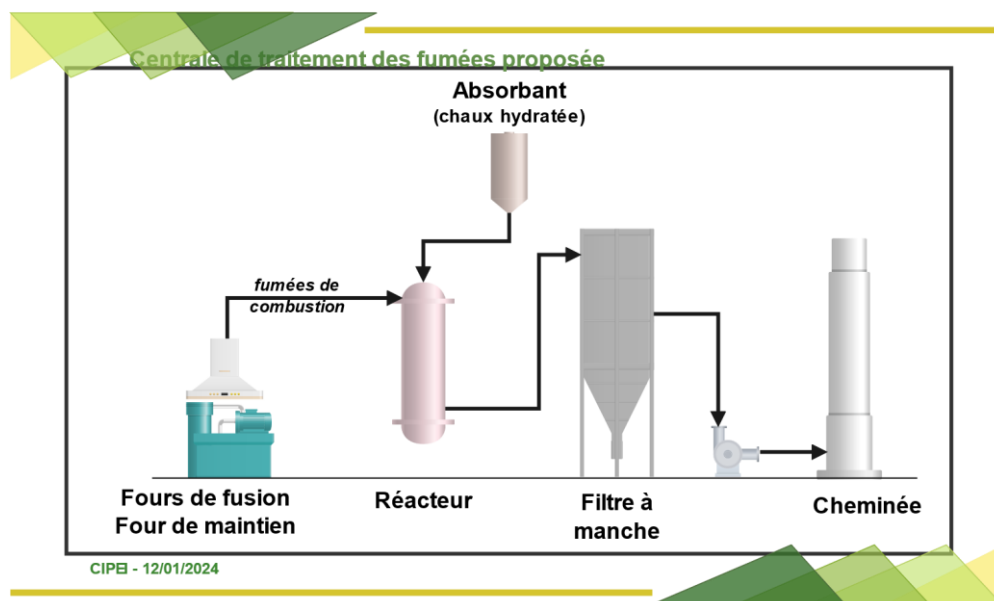 Centrale de traitement des fumées proposée
Absorbant
(chaux hydratée)
fumées de
combustion
Fours de fusion
Four de maintien
Réacteur
Filtre à
manche
Cheminée
CIPEI - 12/01/2024